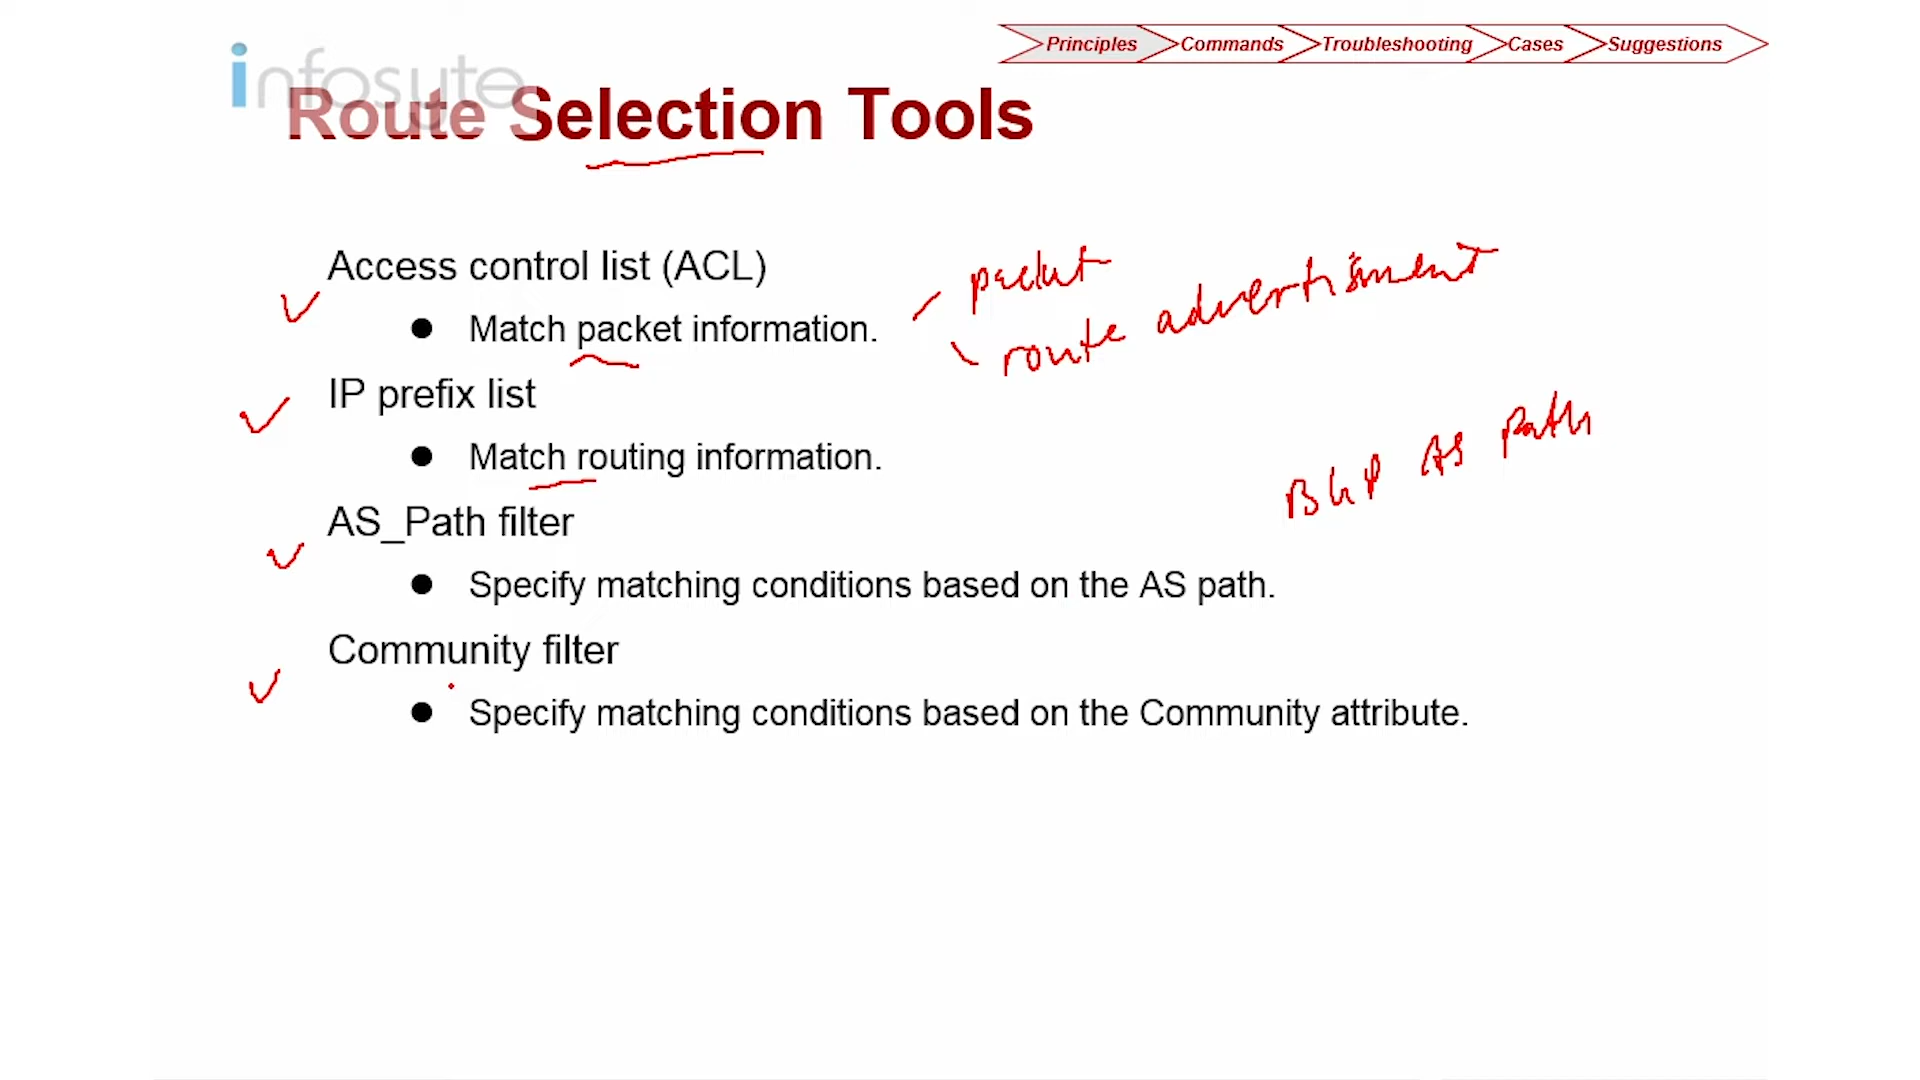 Principles Commands Troubleshooting Cases Suggestions
infosyte
Route Selection Tools
Access control list (ACL)
packet
● Match packet information.
route advertisment
IP prefix list
● Match routing information.
BGP AS Path
AS_Path filter
● Specify matching conditions based on the AS path.
Community filter
● Specify matching conditions based on the Community attribute.